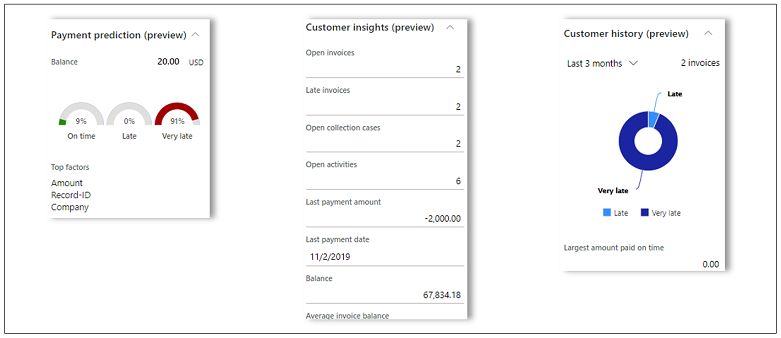 Payment prediction (preview)
Balance 20.00 USD
9% 0% 91%
On time Late Very late
Top factors
Amount
Record-ID
Company
Customer insights (preview)
Open invoices
2
Late invoices
2
Open collection cases
2
Open activities
6
Last payment amount
-2,000.00
Last payment date
11/2/2019
Balance
67,834.18
Average invoice balance
Customer history (preview)
Last 3 months 2 invoices
Late
Very late
Late Very late
Largest amount paid on time
0.00